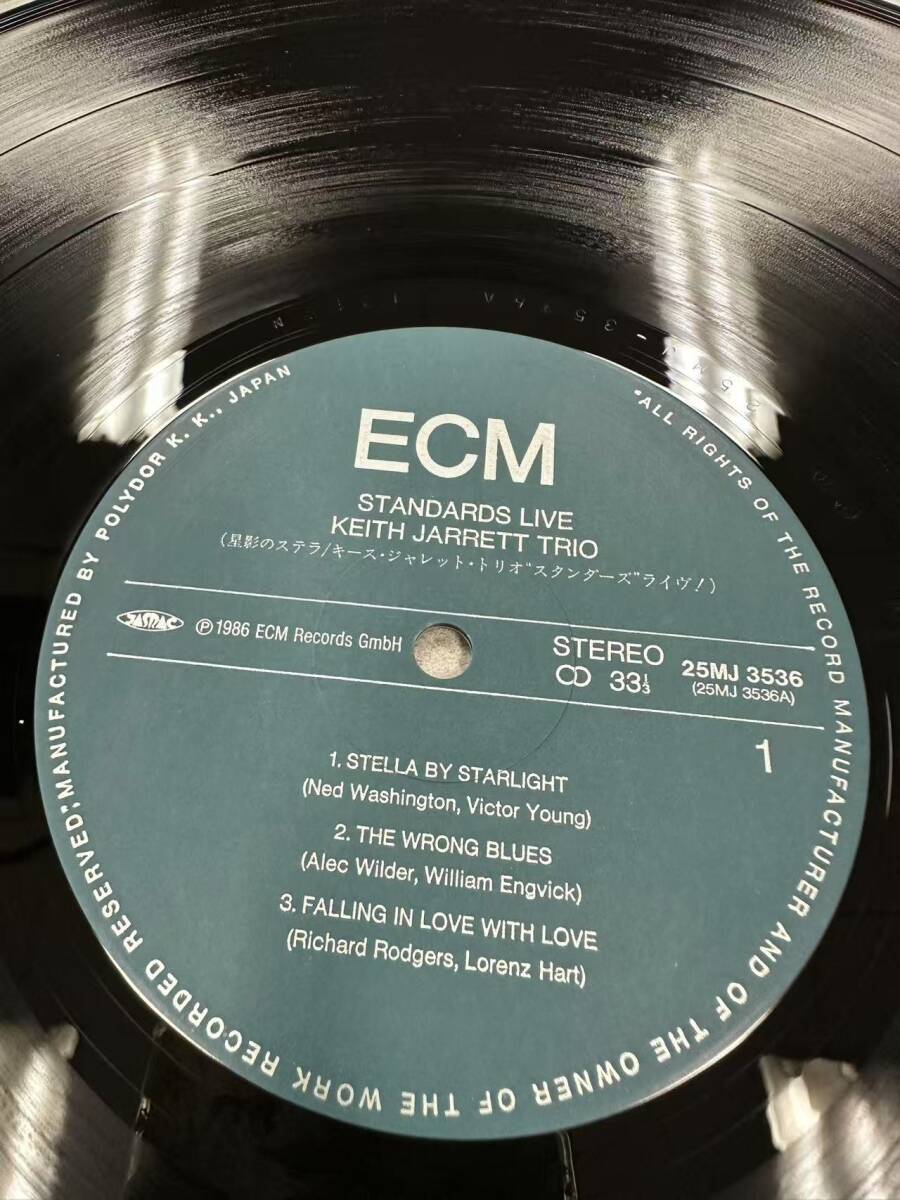 ECM
STANDARDS LIVE
KEITH JARRETT TRIO
(星影のステラ/キース・ジャレット・トリオ“スタンダーズ”ライヴ!)
JASRAC
Ⓟ1986 ECM Records GmbH
STEREO
33 1/3
25MJ 3536
(25MJ 3536A)
1
1. STELLA BY STARLIGHT
(Ned Washington, Victor Young)
2. THE WRONG BLUES
(Alec Wilder, William Engvick)
3. FALLING IN LOVE WITH LOVE
(Richard Rodgers, Lorenz Hart)
"ALL RIGHTS OF THE RECORD MANUFACTURER AND OF THE OWNER OF THE WORK RECORDED RESERVED" MANUFACTURED BY POLYDOR K. K., JAPAN